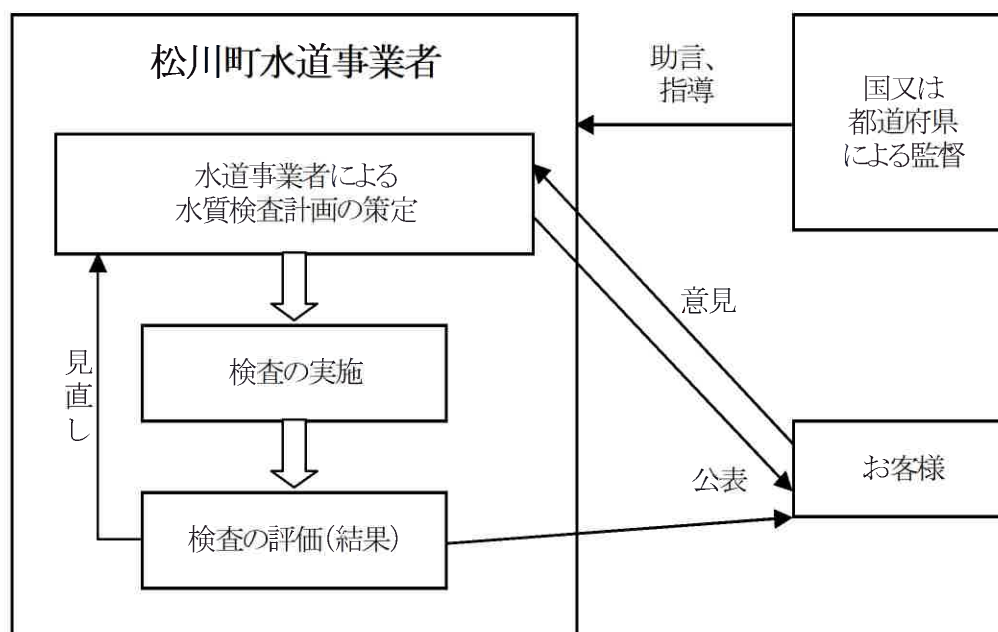 松川町水道事業者
助言、
指導
国又は
都道府県
による監督
水道事業者による
水質検査計画の策定
意見
見直し
検査の実施
公表
お客様
検査の評価(結果)